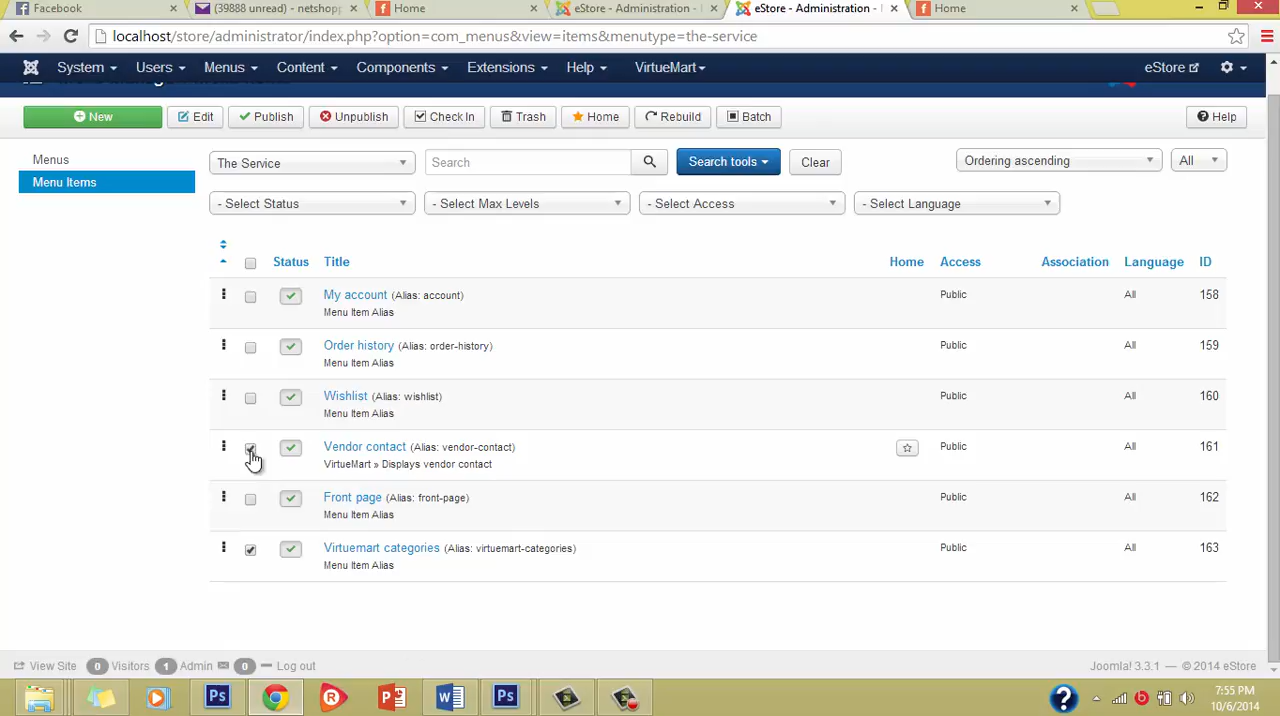 Facebook
(39888 unread) - netshopp
Home
eStore - Administration -
eStore - Administration -
Home
localhost/store/administrator/index.php?option=com_menus&view=items&menutype=the-service
System Users Menus Content Components Extensions Help VirtueMart eStore
New Edit Publish Unpublish Check In Trash Home Rebuild Batch Help
Menus
Menu Items
The Service Search Search tools Clear Ordering ascending All
- Select Status - Select Max Levels - Select Access - Select Language
Status Title Home Access Association Language ID
My account (Alias: account) Public All 158
Menu Item Alias
Order history (Alias: order-history) Public All 159
Menu Item Alias
Wishlist (Alias: wishlist) Public All 160
Menu Item Alias
Vendor contact (Alias: vendor-contact) Public All 161
VirtueMart » Displays vendor contact
Front page (Alias: front-page) Public All 162
Menu Item Alias
Virtuemart categories (Alias: virtuemart-categories) Public All 163
Menu Item Alias
View Site 0 Visitors 1 Admin 0 Log out Joomla! 3.3.1 — © 2014 eStore
Ps Ps
7:55 PM
10/6/2014